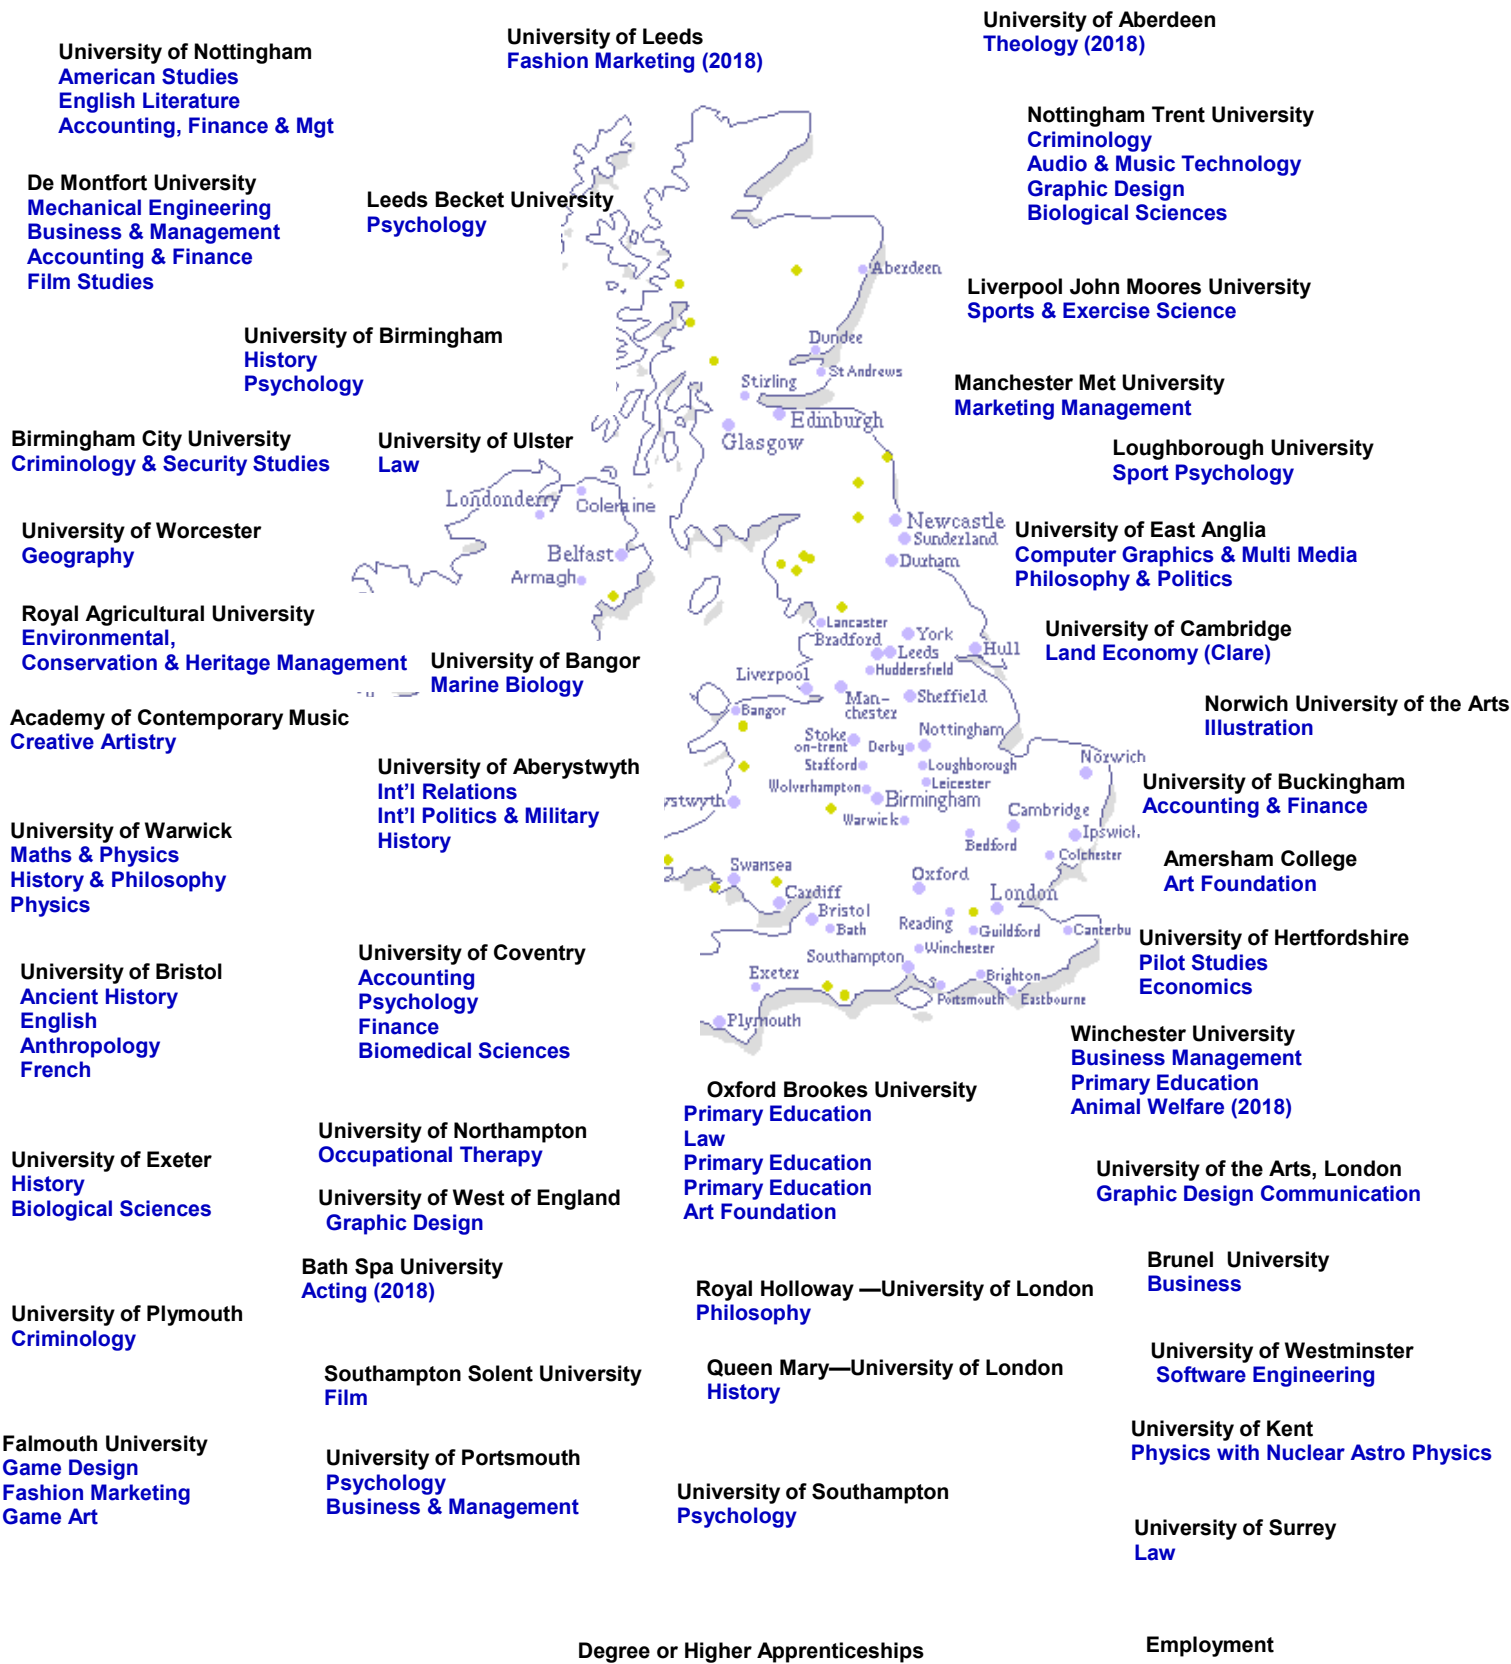 University of Nottingham
American Studies
English Literature
Accounting, Finance & Mgt
University of Leeds
Fashion Marketing (2018)
University of Aberdeen
Theology (2018)
Nottingham Trent University
Criminology
Audio & Music Technology
Graphic Design
Biological Sciences
De Montfort University
Mechanical Engineering
Business & Management
Accounting & Finance
Film Studies
Leeds Becket University
Psychology
Liverpool John Moores University
Sports & Exercise Science
University of Birmingham
History
Psychology
Manchester Met University
Marketing Management
Birmingham City University
Criminology & Security Studies
University of Ulster
Law
Loughborough University
Sport Psychology
University of Worcester
Geography
University of East Anglia
Computer Graphics & Multi Media
Philosophy & Politics
Royal Agricultural University
Environmental,
Conservation & Heritage Management
University of Bangor
Marine Biology
University of Cambridge
Land Economy (Clare)
Academy of Contemporary Music
Creative Artistry
Norwich University of the Arts
Illustration
University of Aberystwyth
Int'l Relations
Int'l Politics & Military
History
University of Buckingham
Accounting & Finance
University of Warwick
Maths & Physics
History & Philosophy
Physics
Amersham College
Art Foundation
University of Bristol
Ancient History
English
Anthropology
French
University of Coventry
Accounting
Psychology
Finance
Biomedical Sciences
University of Hertfordshire
Pilot Studies
Economics
Winchester University
Business Management
Primary Education
Animal Welfare (2018)
Oxford Brookes University
Primary Education
Law
Primary Education
Primary Education
Art Foundation
University of Northampton
Occupational Therapy
University of Exeter
History
Biological Sciences
University of West of England
Graphic Design
University of the Arts, London
Graphic Design Communication
Bath Spa University
Acting (2018)
Royal Holloway —University of London
Philosophy
Brunel University
Business
University of Plymouth
Criminology
Southampton Solent University
Film
Queen Mary—University of London
History
University of Westminster
Software Engineering
Falmouth University
Game Design
Fashion Marketing
Game Art
University of Portsmouth
Psychology
Business & Management
University of Southampton
Psychology
University of Kent
Physics with Nuclear Astro Physics
University of Surrey
Law
Degree or Higher Apprenticeships
Employment
Aberdeen
Dundee
St Andrews
Stirling
Edinburgh
Glasgow
Londonderry
Coleraine
Belfast
Armagh
Newcastle
Sunderland
Durham
Lancaster
Bradford
York
Leeds
Hull
Huddersfield
Liverpool
Man-
chester
Sheffield
Bangor
Stoke
on-trent
Derby
Nottingham
Stafford
Loughborough
Leicester
Wolverhampton
Birmingham
Norwich
ystwyth
Warwick
Cambridge
Bedford
Ipswich
Colchester
Swansea
Cardiff
Oxford
London
Bristol
Bath
Reading
Guildford
Canterbu
Winchester
Southampton
Exeter
Brighton
Portsmouth
Eastbourne
Plymouth